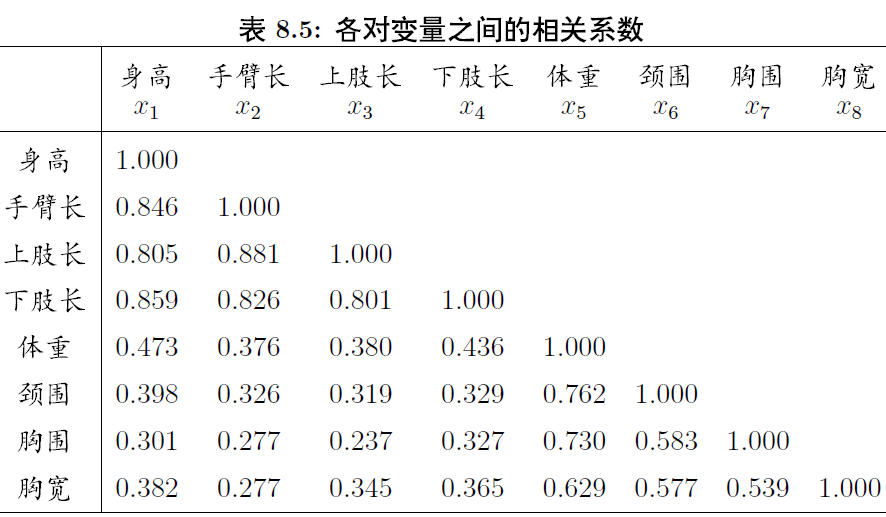 表 8.5: 各对变量之间的相关系数
身高 手臂长 上肢长 下肢长 体重 颈围 胸围 胸宽
x1 x2 x3 x4 x5 x6 x7 x8
身高 1.000
手臂长 0.846 1.000
上肢长 0.805 0.881 1.000
下肢长 0.859 0.826 0.801 1.000
体重 0.473 0.376 0.380 0.436 1.000
颈围 0.398 0.326 0.319 0.329 0.762 1.000
胸围 0.301 0.277 0.237 0.327 0.730 0.583 1.000
胸宽 0.382 0.277 0.345 0.365 0.629 0.577 0.539 1.000